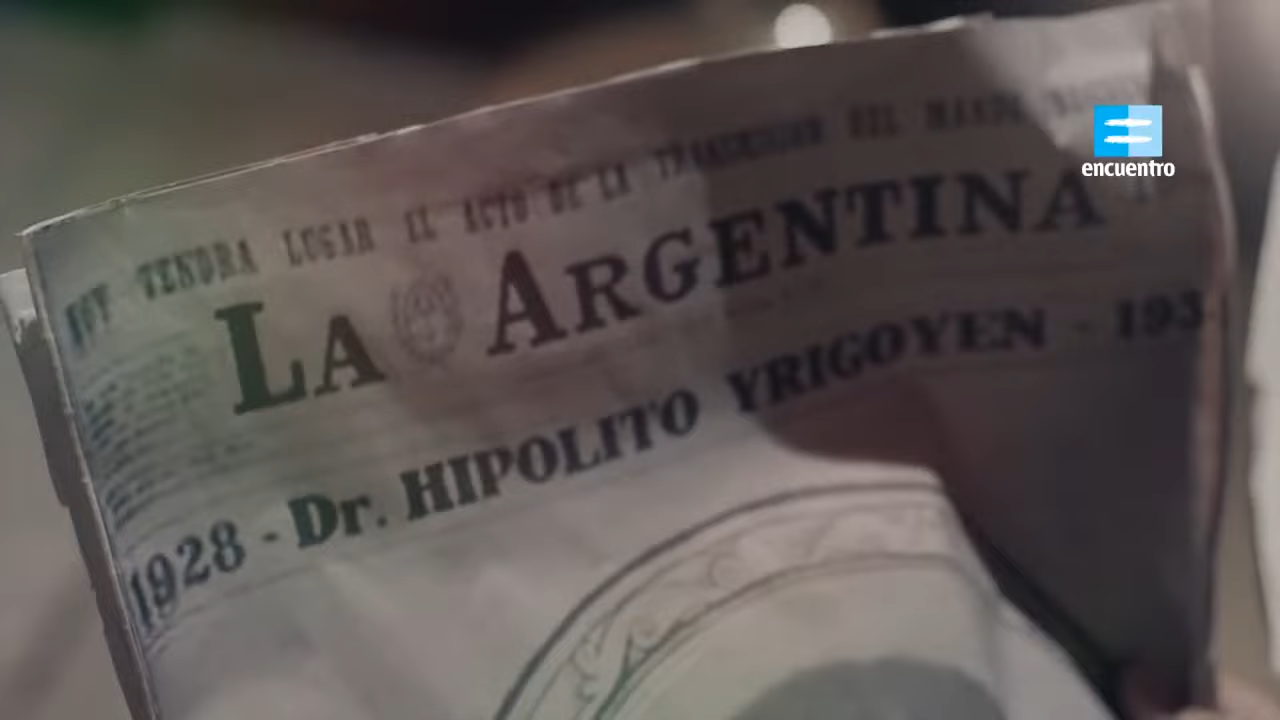 HOY TENDRA LUGAR EL ACTO DE LA TRANSMISION DEL MANDO
LA ARGENTINA
1928 - Dr. HIPOLITO YRIGOYEN - 193
encuentro